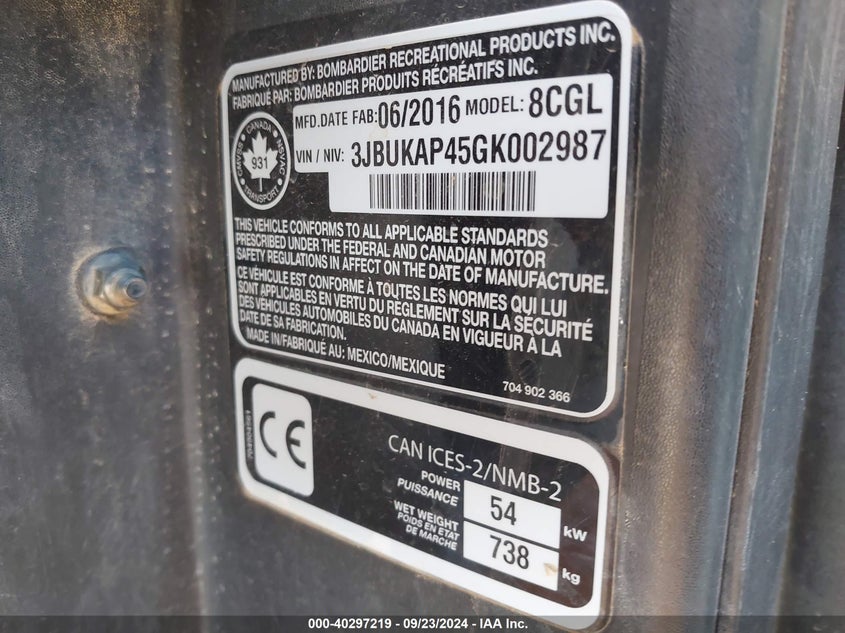 MANUFACTURED BY: BOMBARDIER RECREATIONAL PRODUCTS INC.
FABRIQUÉ PAR: BOMBARDIER PRODUITS RÉCRÉATIFS INC.
MFD.DATE FAB: 06/2016 MODEL: 8CGL
VIN / NIV: 3JBUKAP45GK002987
CANADA
CMVSS
931
NSVAC
TRANSPORT
THIS VEHICLE CONFORMS TO ALL APPLICABLE STANDARDS
PRESCRIBED UNDER THE FEDERAL AND CANADIAN MOTOR
SAFETY REGULATIONS IN AFFECT ON THE DATE OF MANUFACTURE.
CE VÉHICULE EST CONFORME À TOUTES LES NORMES QUI LUI
SONT APPLICABLES EN VERTU DU RÈGLEMENT SUR LA SÉCURITÉ
DES VÉHICULES AUTOMOBILES DU CANADA EN VIGUEUR À LA
DATE DE SA FABRICATION.
MADE IN/FABRIQUÉ AU: MEXICO/MEXIQUE
704 902 366
704904561
CE
CAN ICES-2/NMB-2
POWER
PUISSANCE
54 kW
WET WEIGHT
POIDS EN ETAT
DE MARCHE
738 kg
000-40297219 - 09/23/2024 - IAA Inc.